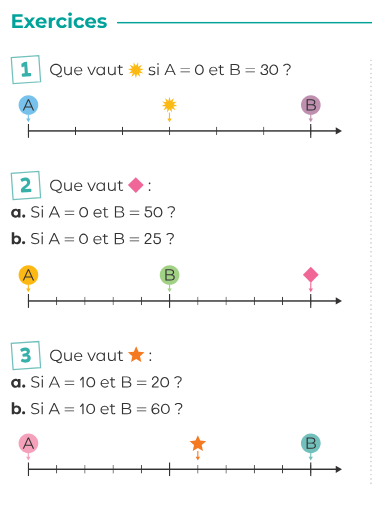 Exercices
1 Que vaut si A = 0 et B = 30 ?
A B
2 Que vaut :
a. Si A = 0 et B = 50 ?
b. Si A = 0 et B = 25 ?
A B
3 Que vaut :
a. Si A = 10 et B = 20 ?
b. Si A = 10 et B = 60 ?
A B